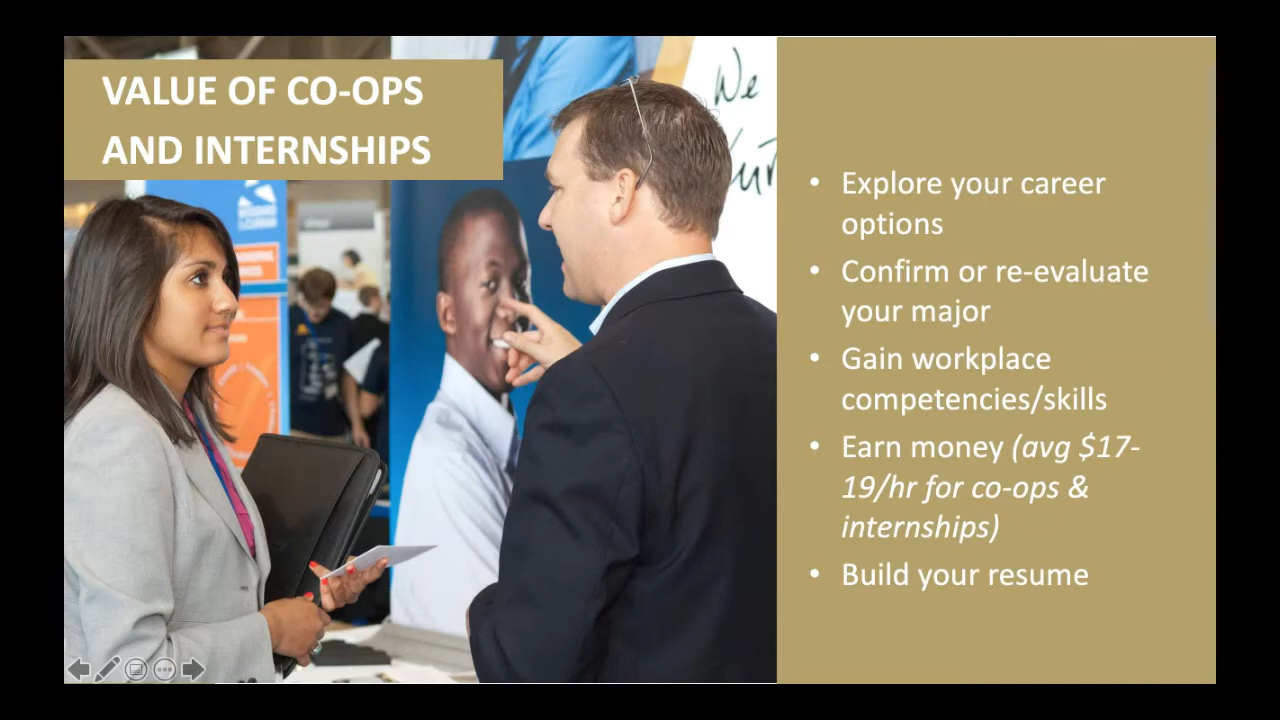 VALUE OF CO-OPS
AND INTERNSHIPS
We
• Explore your career
options
• Confirm or re-evaluate
your major
• Gain workplace
competencies/skills
• Earn money (avg $17-
19/hr for co-ops &
internships)
• Build your resume